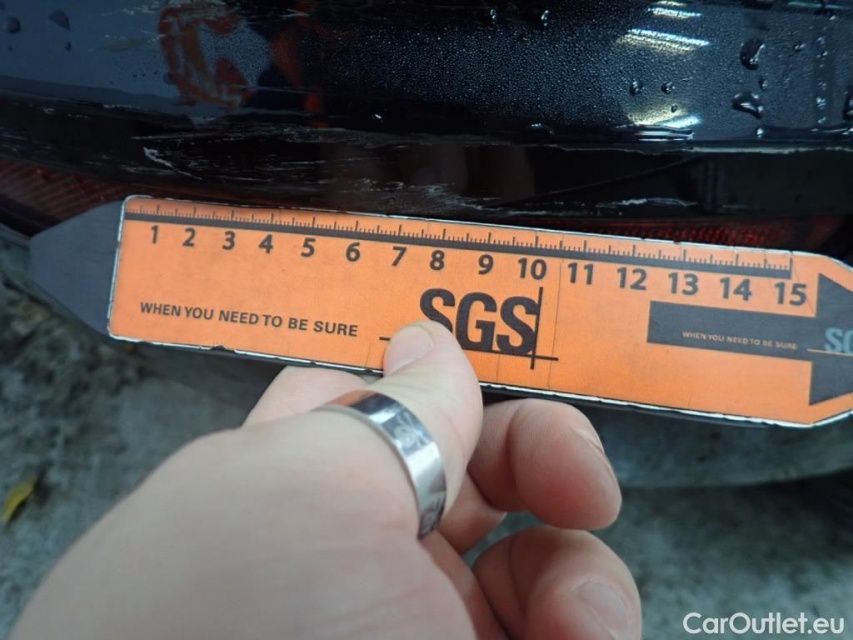 1 2 3 4 5 6 7 8 9 10 11 12 13 14 15
WHEN YOU NEED TO BE SURE
SGS
WHEN YOU NEED TO BE SURE
CarOutlet.eu